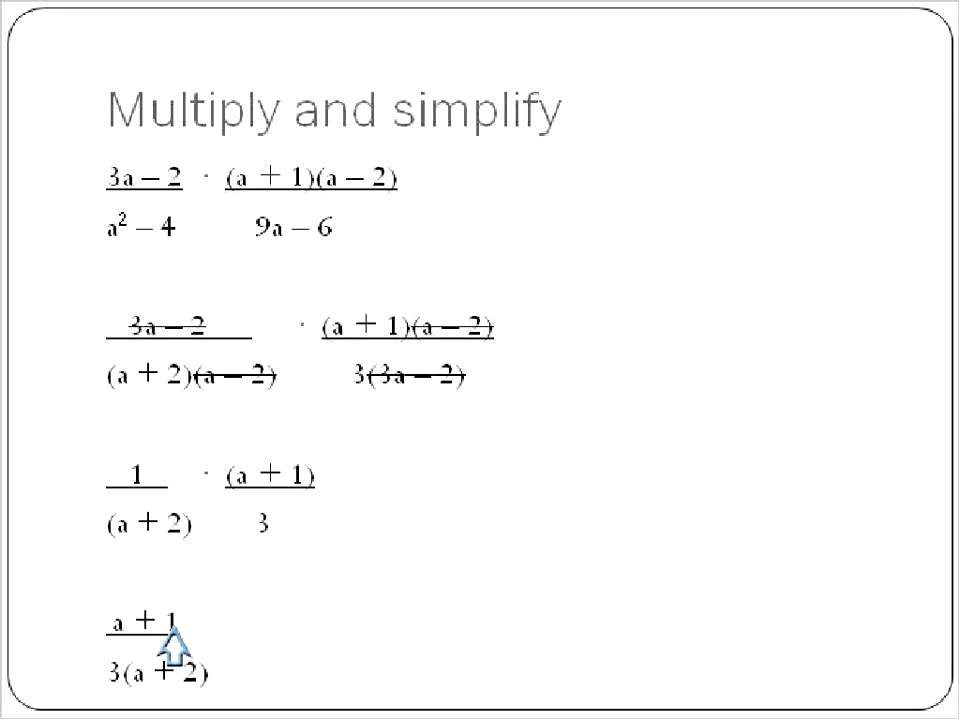 Multiply and simplify
3a – 2 · (a + 1)(a – 2)
a² – 4 9a – 6
3a – 2 · (a + 1)(a – 2)
(a + 2)(a – 2) 3(3a – 2)
1 · (a + 1)
(a + 2) 3
a + 1
3(a + 2)